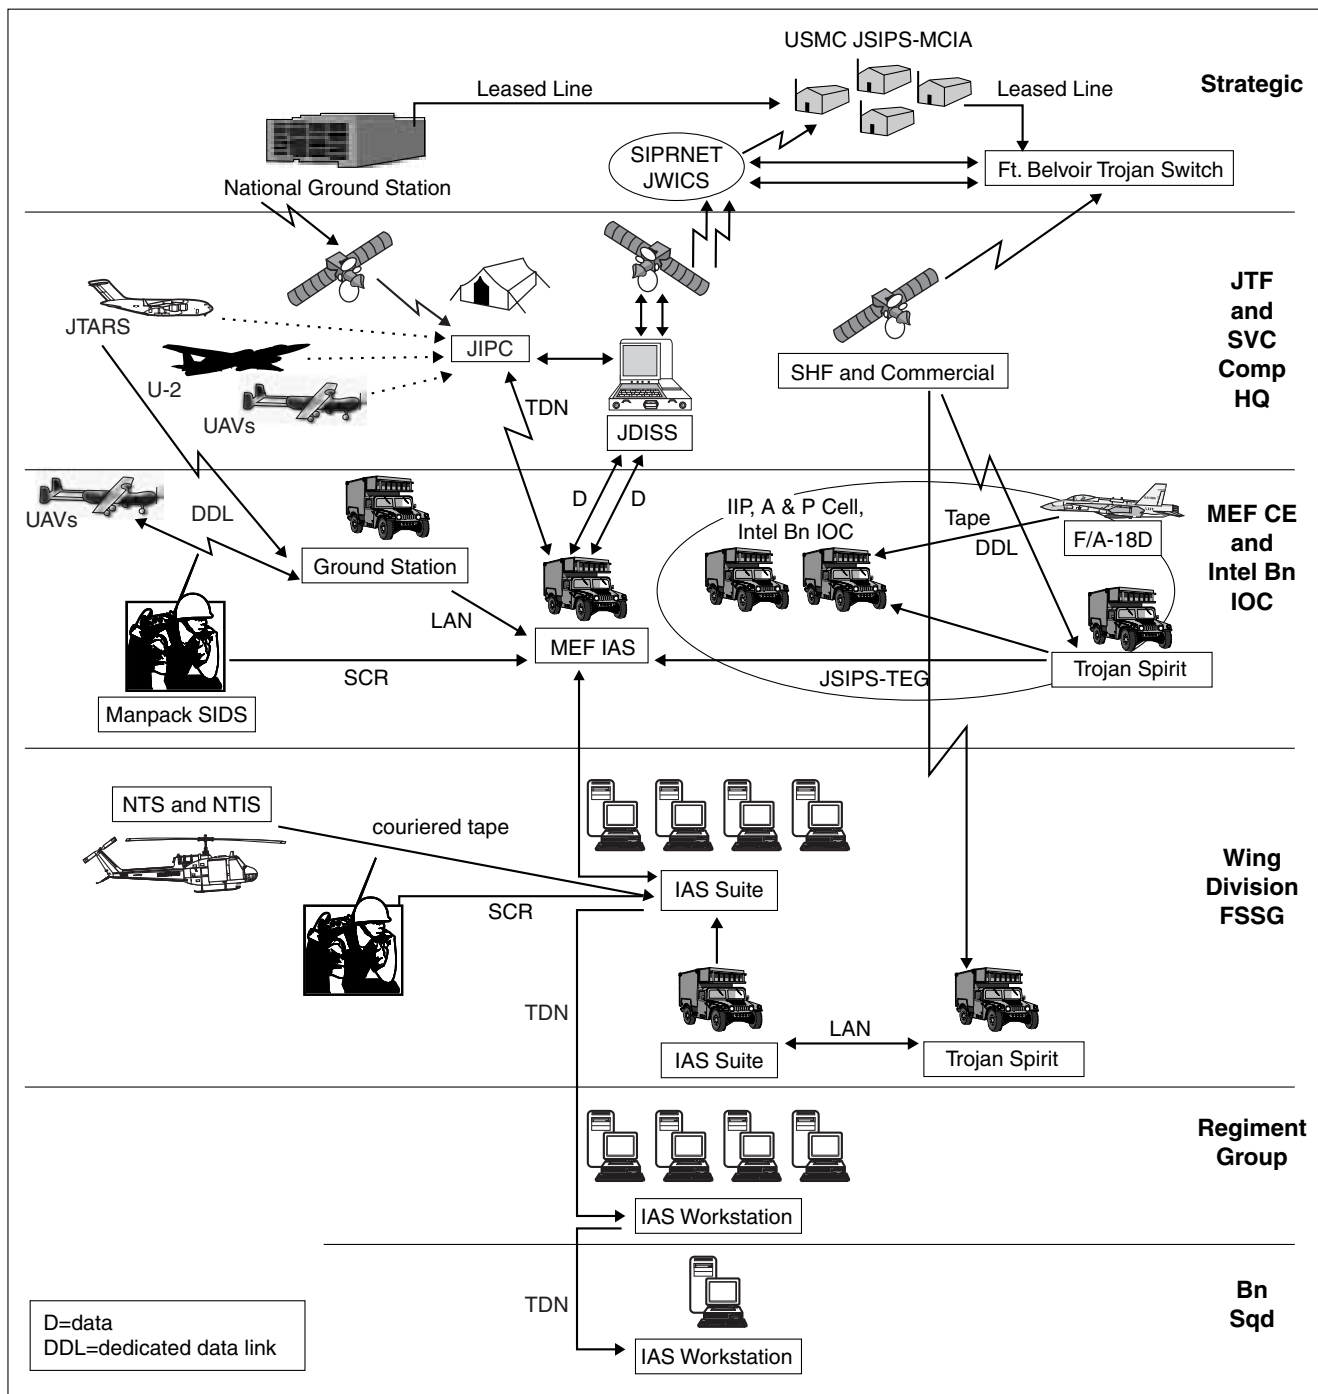 USMC JSIPS-MCIA
Strategic
Leased Line
Leased Line
SIPRNET
JWICS
Ft. Belvoir Trojan Switch
National Ground Station
JTF
and
SVC
Comp
HQ
JTARS
JIPC
U-2
UAVs
TDN
JDISS
SHF and Commercial
MEF CE
and
Intel Bn
IOC
UAVs
DDL
Ground Station
D
D
IIP, A & P Cell,
Intel Bn IOC
Tape
DDL
F/A-18D
LAN
MEF IAS
SCR
JSIPS-TEG
Trojan Spirit
Manpack SIDS
NTS and NTIS
couriered tape
IAS Suite
SCR
Wing
Division
FSSG
TDN
LAN
IAS Suite
Trojan Spirit
Regiment
Group
IAS Workstation
Bn
Sqd
TDN
IAS Workstation
D=data
DDL=dedicated data link